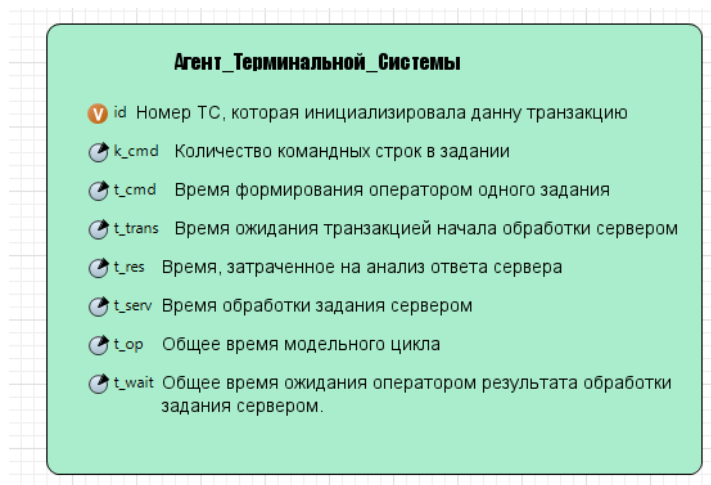 Агент_Терминальной_Системы
V id Номер ТС, которая инициализировала данну транзакцию
k_cmd Количество командных строк в задании
t_cmd Время формирования оператором одного задания
t_trans Время ожидания транзакцией начала обработки сервером
t_res Время, затраченное на анализ ответа сервера
t_serv Время обработки задания сервером
t_op Общее время модельного цикла
t_wait Общее время ожидания оператором результата обработки
задания сервером.